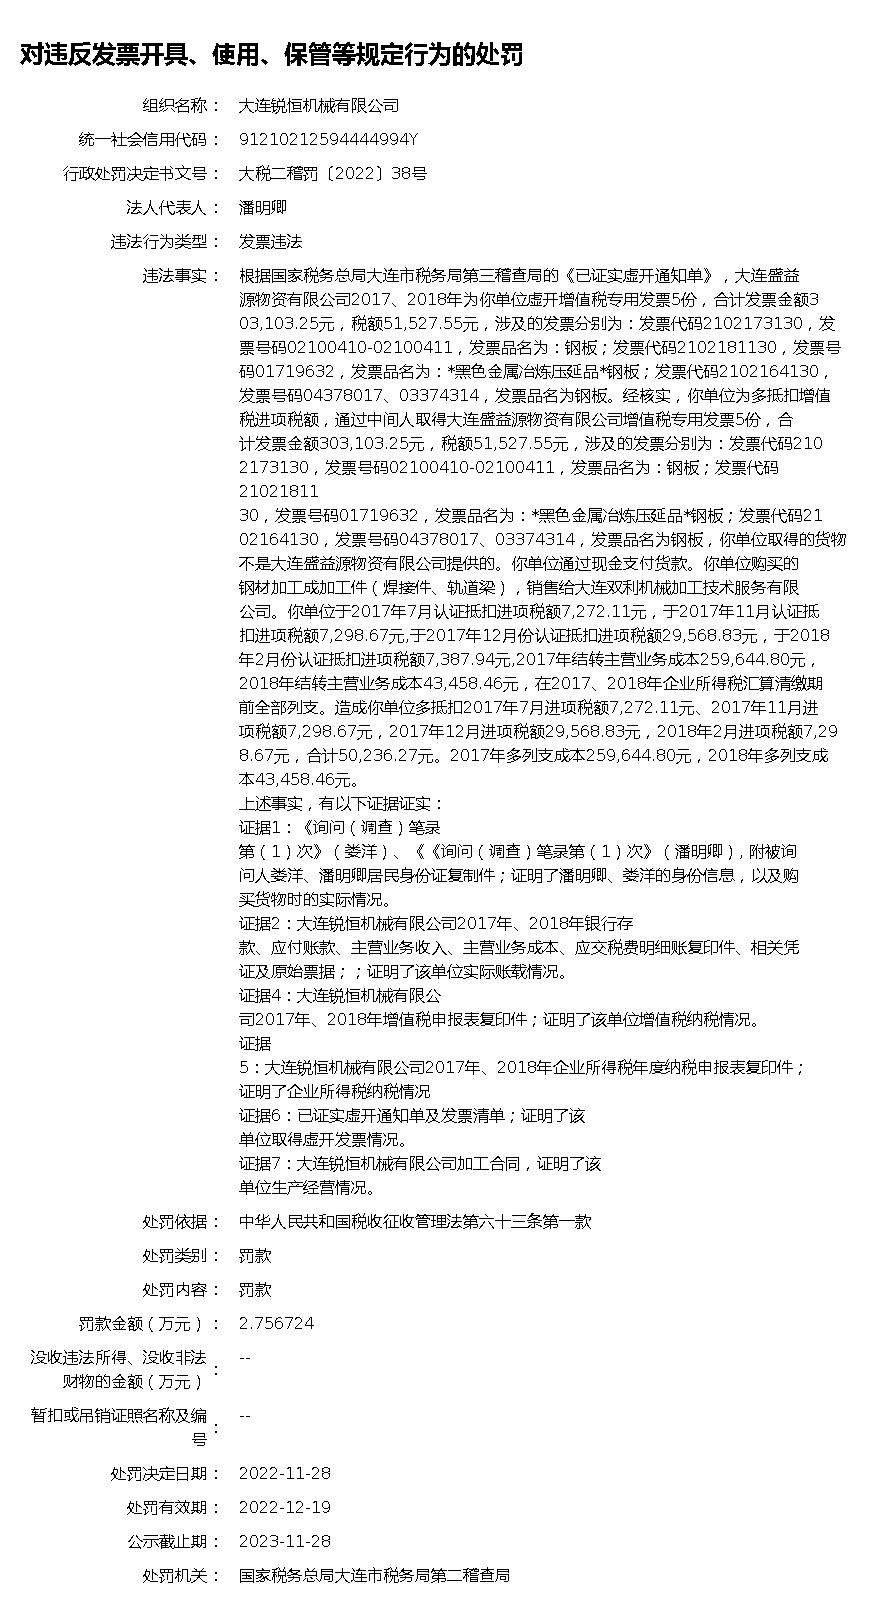 对违反发票开具、使用、保管等规定行为的处罚
组织名称： 大连锐恒机械有限公司
统一社会信用代码： 91210212594444994Y
行政处罚决定书文号： 大税二稽罚〔2022〕38号
法人代表人： 潘明卿
违法行为类型： 发票违法
违法事实： 根据国家税务总局大连市税务局第三稽查局的《已证实虚开通知单》，大连盛益
源物资有限公司2017、2018年为你单位虚开增值税专用发票5份，合计发票金额3
03,103.25元，税额51,527.55元，涉及的发票分别为：发票代码2102173130，发
票号码02100410-02100411，发票品名为：钢板；发票代码2102181130，发票号
码01719632，发票品名为：*黑色金属冶炼压延品*钢板；发票代码2102164130，
发票号码04378017、03374314，发票品名为钢板。经核实，你单位为多抵扣增值
税进项税额，通过中间人取得大连盛益源物资有限公司增值税专用发票5份，合
计发票金额303,103.25元，税额51,527.55元，涉及的发票分别为：发票代码210
2173130，发票号码02100410-02100411，发票品名为：钢板；发票代码
21021811
30，发票号码01719632，发票品名为：*黑色金属冶炼压延品*钢板；发票代码21
02164130，发票号码04378017、03374314，发票品名为钢板，你单位取得的货物
不是大连盛益源物资有限公司提供的。你单位通过现金支付货款。你单位购买的
钢材加工成加工件（焊接件、轨道梁），销售给大连双利机械加工技术服务有限
公司。你单位于2017年7月认证抵扣进项税额7,272.11元，于2017年11月认证抵
扣进项税额7,298.67元,于2017年12月份认证抵扣进项税额29,568.83元，于2018
年2月份认证抵扣进项税额7,387.94元,2017年结转主营业务成本259,644.80元，
2018年结转主营业务成本43,458.46元，在2017、2018年企业所得税汇算清缴期
前全部列支。造成你单位多抵扣2017年7月进项税额7,272.11元、2017年11月进
项税额7,298.67元，2017年12月进项税额29,568.83元，2018年2月进项税额7,29
8.67元，合计50,236.27元。2017年多列支成本259,644.80元，2018年多列支成
本43,458.46元。
上述事实，有以下证据证实：
证据1：《询问（调查）笔录
第（1）次》（娄洋）、《《询问（调查）笔录第（1）次》（潘明卿），附被询
问人娄洋、潘明卿居民身份证复制件；证明了潘明卿、娄洋的身份信息，以及购
买货物时的实际情况。
证据2：大连锐恒机械有限公司2017年、2018年银行存
款、应付账款、主营业务收入、主营业务成本、应交税费明细账复印件、相关凭
证及原始票据；；证明了该单位实际账载情况。
证据4：大连锐恒机械有限公
司2017年、2018年增值税申报表复印件；证明了该单位增值税纳税情况。
证据
5：大连锐恒机械有限公司2017年、2018年企业所得税年度纳税申报表复印件；
证明了企业所得税纳税情况
证据6：已证实虚开通知单及发票清单；证明了该
单位取得虚开发票情况。
证据7：大连锐恒机械有限公司加工合同，证明了该
单位生产经营情况。
处罚依据： 中华人民共和国税收征收管理法第六十三条第一款
处罚类别： 罚款
处罚内容： 罚款
罚款金额（万元）： 2.756724
没收违法所得、没收非法
财物的金额（万元）： --
暂扣或吊销证照名称及编
号： --
处罚决定日期： 2022-11-28
处罚有效期： 2022-12-19
公示截止期： 2023-11-28
处罚机关： 国家税务总局大连市税务局第二稽查局